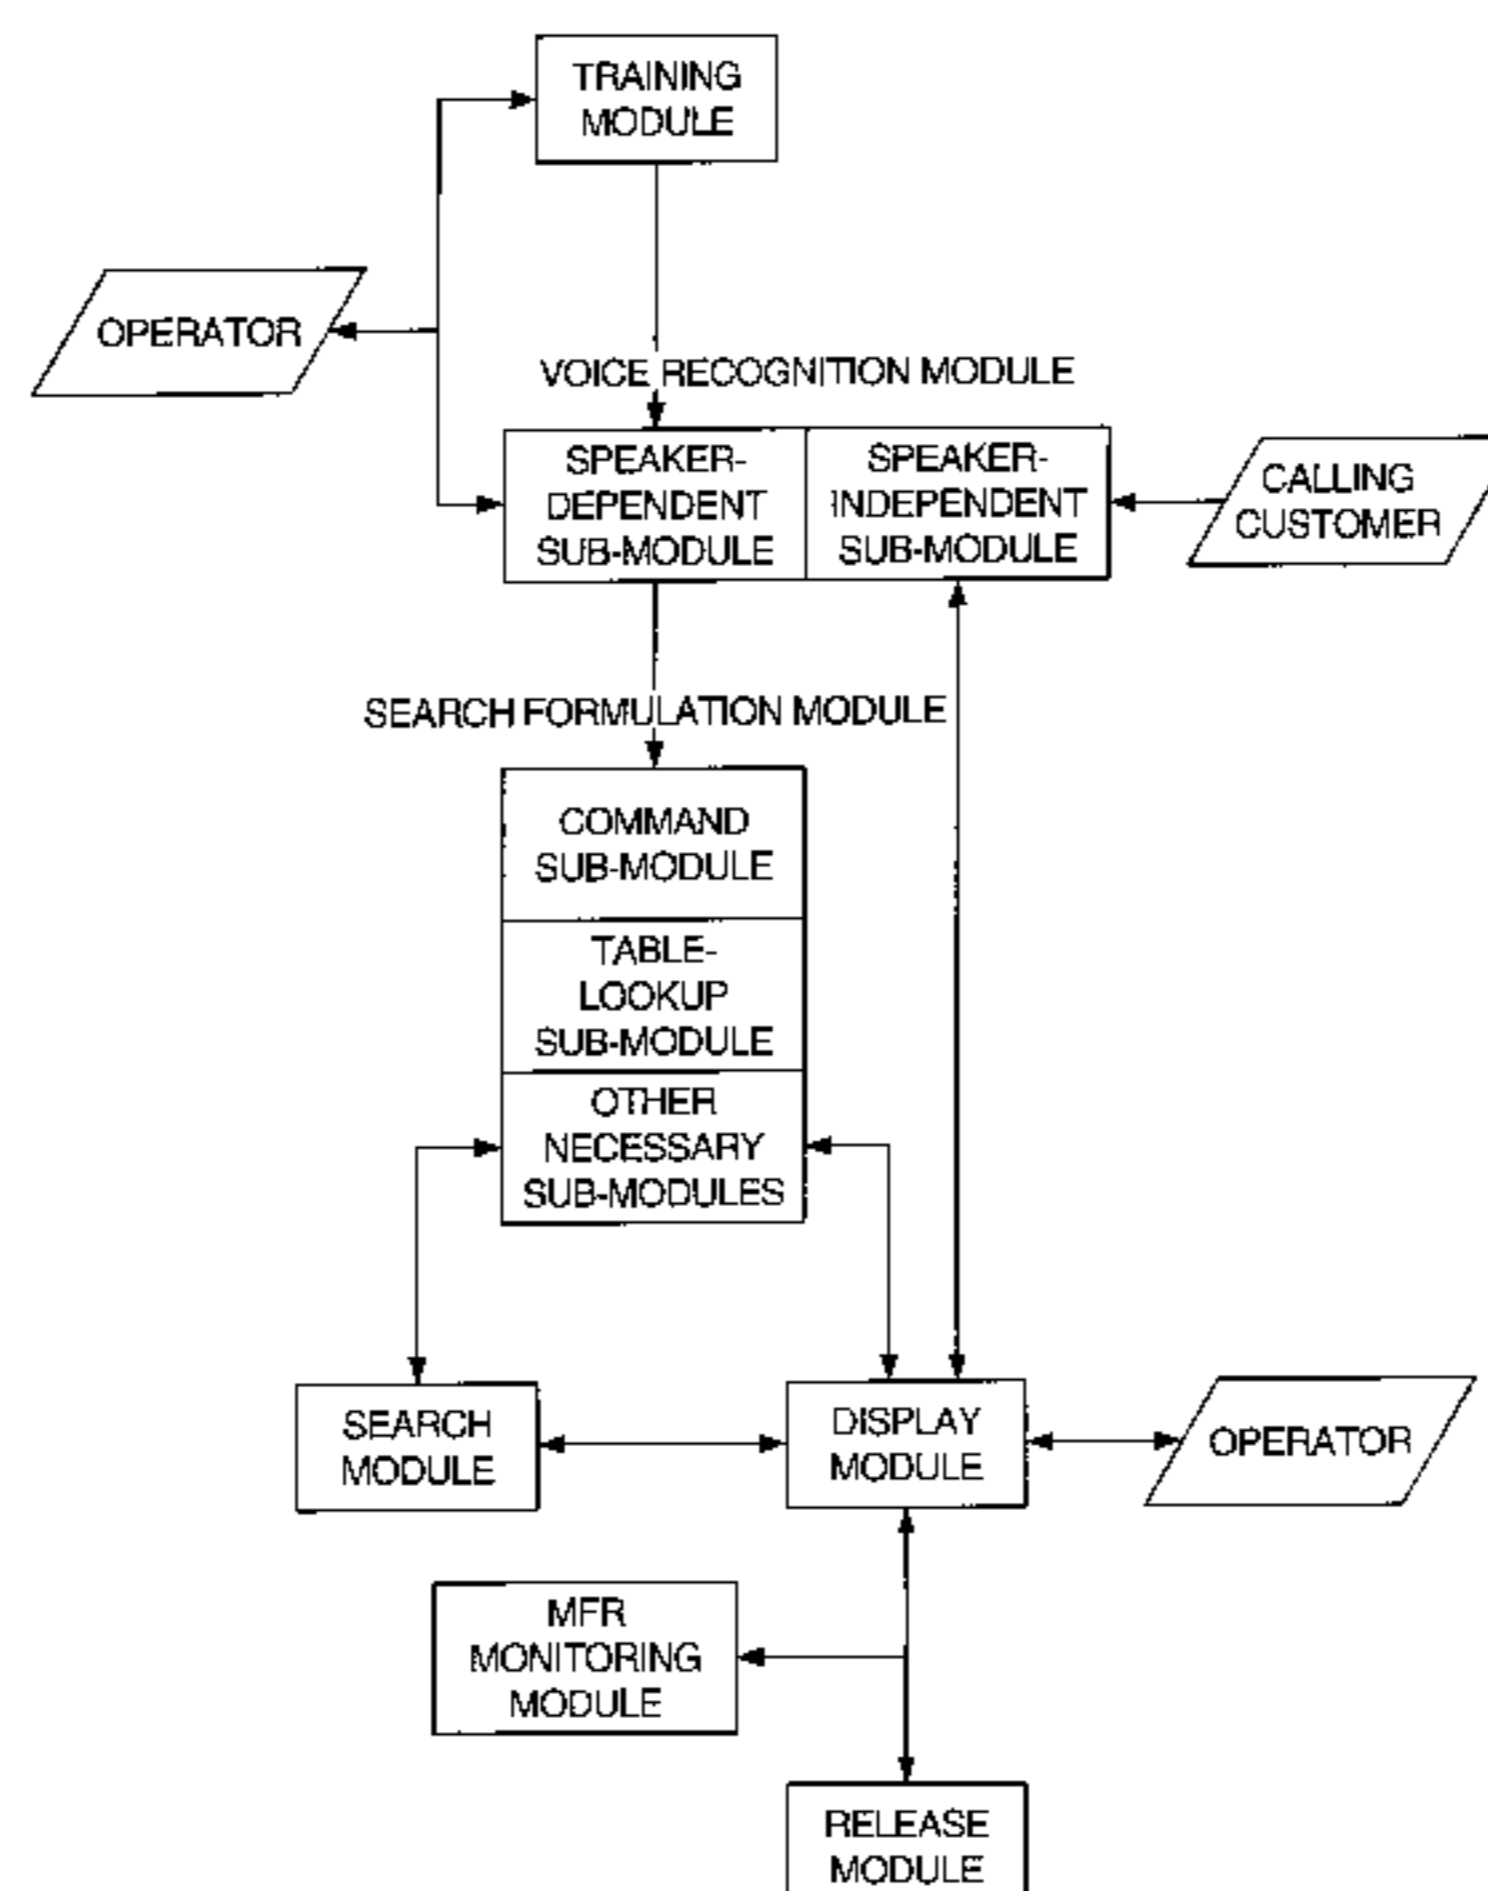 TRAINING
MODULE
OPERATOR
VOICE RECOGNITION MODULE
SPEAKER-
DEPENDENT
SUB-MODULE
SPEAKER-
INDEPENDENT
SUB-MODULE
CALLING
CUSTOMER
SEARCH FORMULATION MODULE
COMMAND
SUB-MODULE
TABLE-
LOOKUP
SUB-MODULE
OTHER
NECESSARY
SUB-MODULES
SEARCH
MODULE
DISPLAY
MODULE
OPERATOR
MFR
MONITORING
MODULE
RELEASE
MODULE